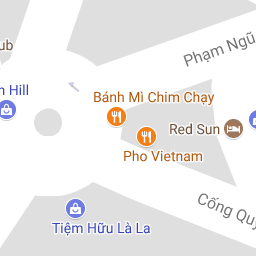 ub
Phạm Ngũ
Hill
Bánh Mì Chim Chạy
Red Sun
Pho Vietnam
Cống Quỳ
Tiệm Hữu Là La